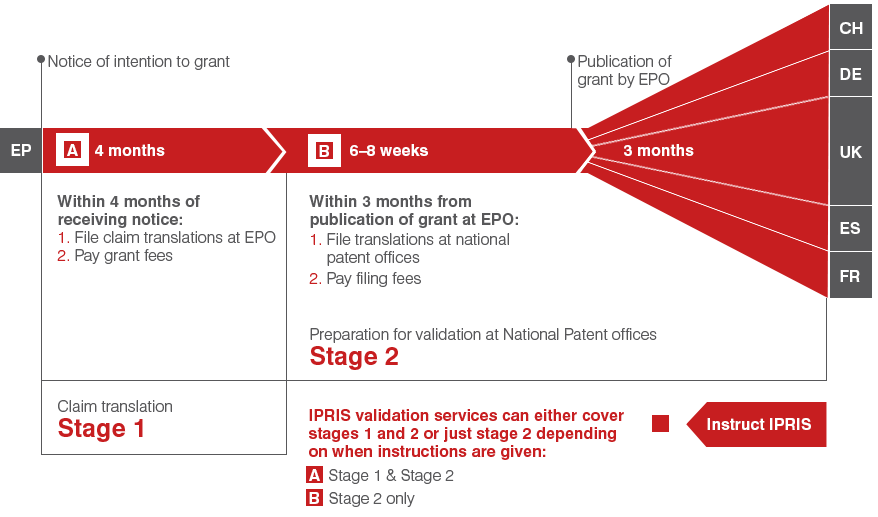 Notice of intention to grant
Publication of
grant by EPO
EP
A 4 months
B 6–8 weeks
3 months
CH
DE
UK
ES
FR
Within 4 months of
receiving notice:
1. File claim translations at EPO
2. Pay grant fees
Within 3 months from
publication of grant at EPO:
1. File translations at national
patent offices
2. Pay filing fees
Preparation for validation at National Patent offices
Stage 2
Claim translation
Stage 1
IPRIS validation services can either cover
stages 1 and 2 or just stage 2 depending
on when instructions are given:
A Stage 1 & Stage 2
B Stage 2 only
Instruct IPRIS